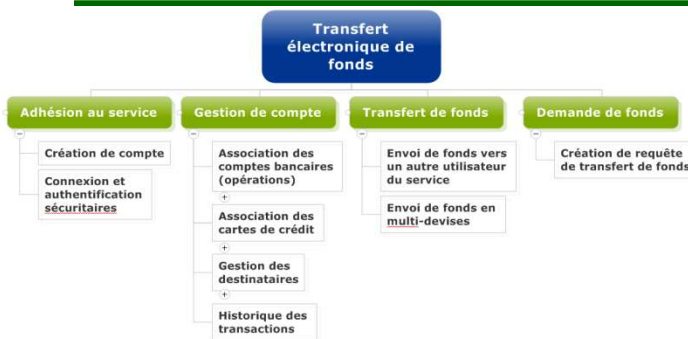 Transfert
électronique de
fonds
Adhésion au service
Gestion de compte
Transfert de fonds
Demande de fonds
Création de compte
Connexion et
authentification
sécuritaires
Association des
comptes bancaires
(opérations)
Association des
cartes de crédit
Gestion des
destinataires
Historique des
transactions
Envoi de fonds vers
un autre utilisateur
du service
Envoi de fonds en
multi-devises
Création de requête
de transfert de fonds